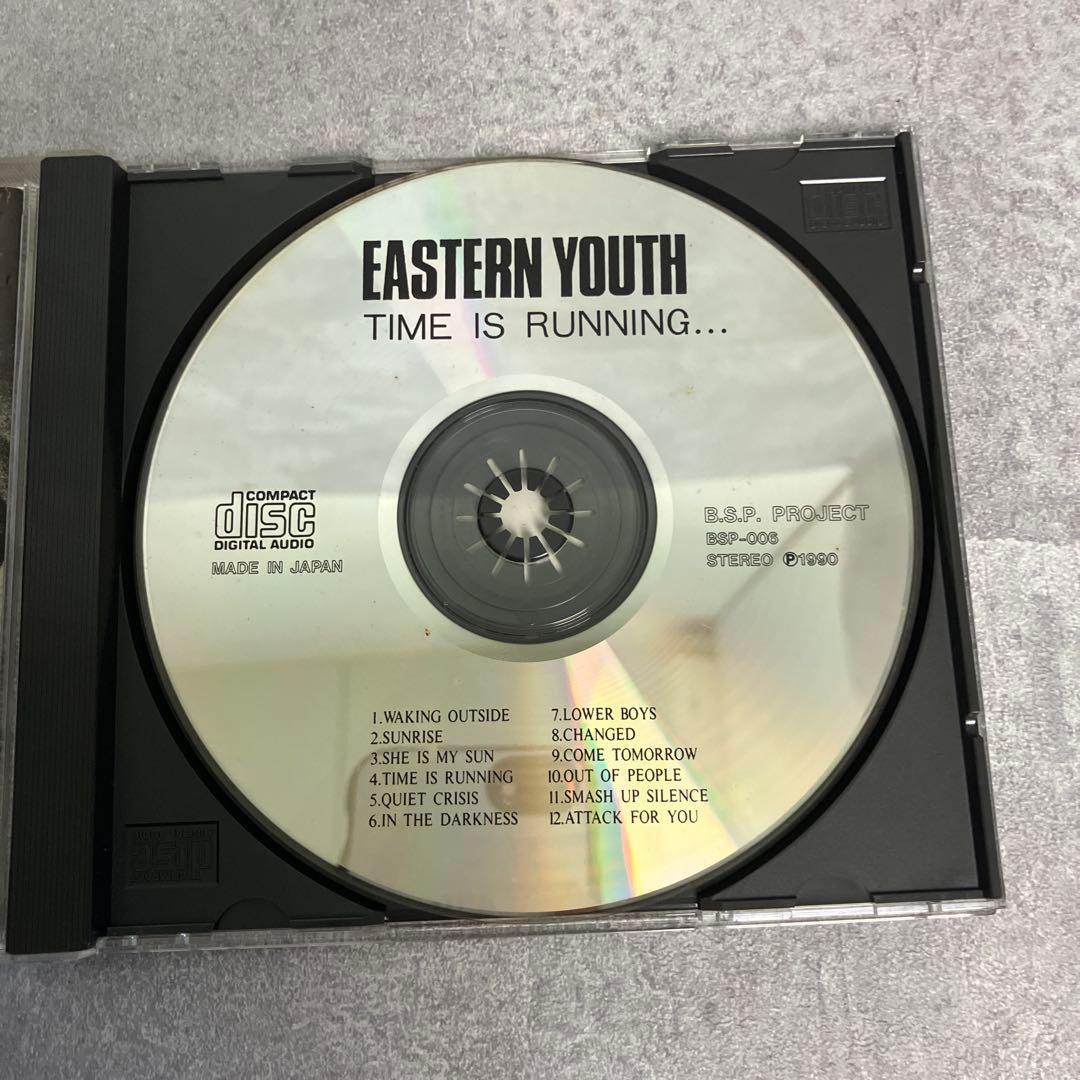 EASTERN YOUTH
TIME IS RUNNING...
COMPACT
disc
DIGITAL AUDIO
MADE IN JAPAN
B.S.P. PROJECT
BSP-006
STEREO Ⓟ1990
1.WAKING OUTSIDE
2.SUNRISE
3.SHE IS MY SUN
4.TIME IS RUNNING
5.QUIET CRISIS
6.IN THE DARKNESS
7.LOWER BOYS
8.CHANGED
9.COME TOMORROW
10.OUT OF PEOPLE
11.SMASH UP SILENCE
12.ATTACK FOR YOU
disc